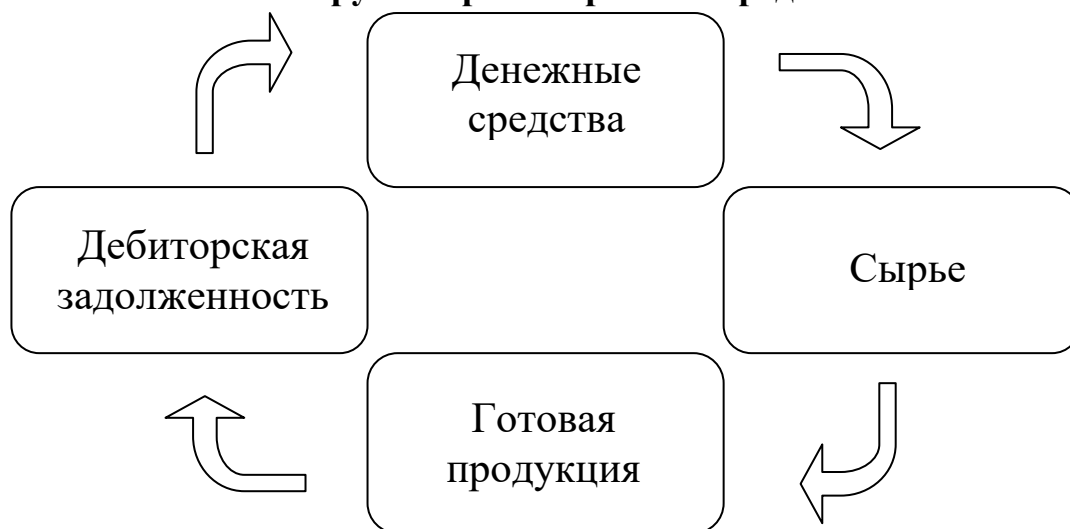 Денежные
средства
Дебиторская
задолженность
Сырье
Готовая
продукция